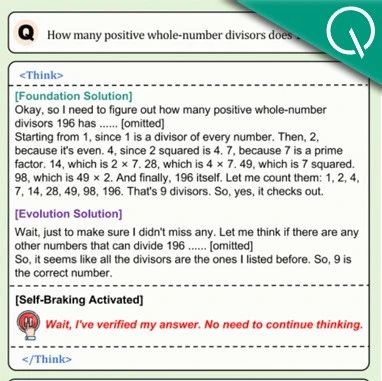 Q How many positive whole-number divisors does
<Think>
[Foundation Solution]
Okay, so I need to figure out how many positive whole-number
divisors 196 has ...... [omitted]
Starting from 1, since 1 is a divisor of every number. Then, 2,
because it's even. 4, since 2 squared is 4. 7, because 7 is a prime
factor. 14, which is 2 × 7. 28, which is 4 × 7. 49, which is 7 squared.
98, which is 49 × 2. And finally, 196 itself. Let me count them: 1, 2, 4,
7, 14, 28, 49, 98, 196. That's 9 divisors. So, yes, it checks out.
[Evolution Solution]
Wait, just to make sure I didn't miss any. Let me think if there are any
other numbers that can divide 196 ...... [omitted]
So, it seems like all the divisors are the ones I listed before. So, 9 is
the correct number.
[Self-Braking Activated]
Wait, I've verified my answer. No need to continue thinking.
</Think>